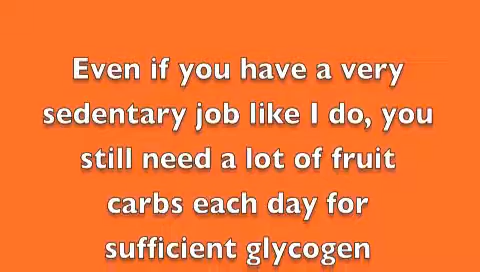 Even if you have a very
sedentary job like I do, you
still need a lot of fruit
carbs each day for
sufficient glycogen